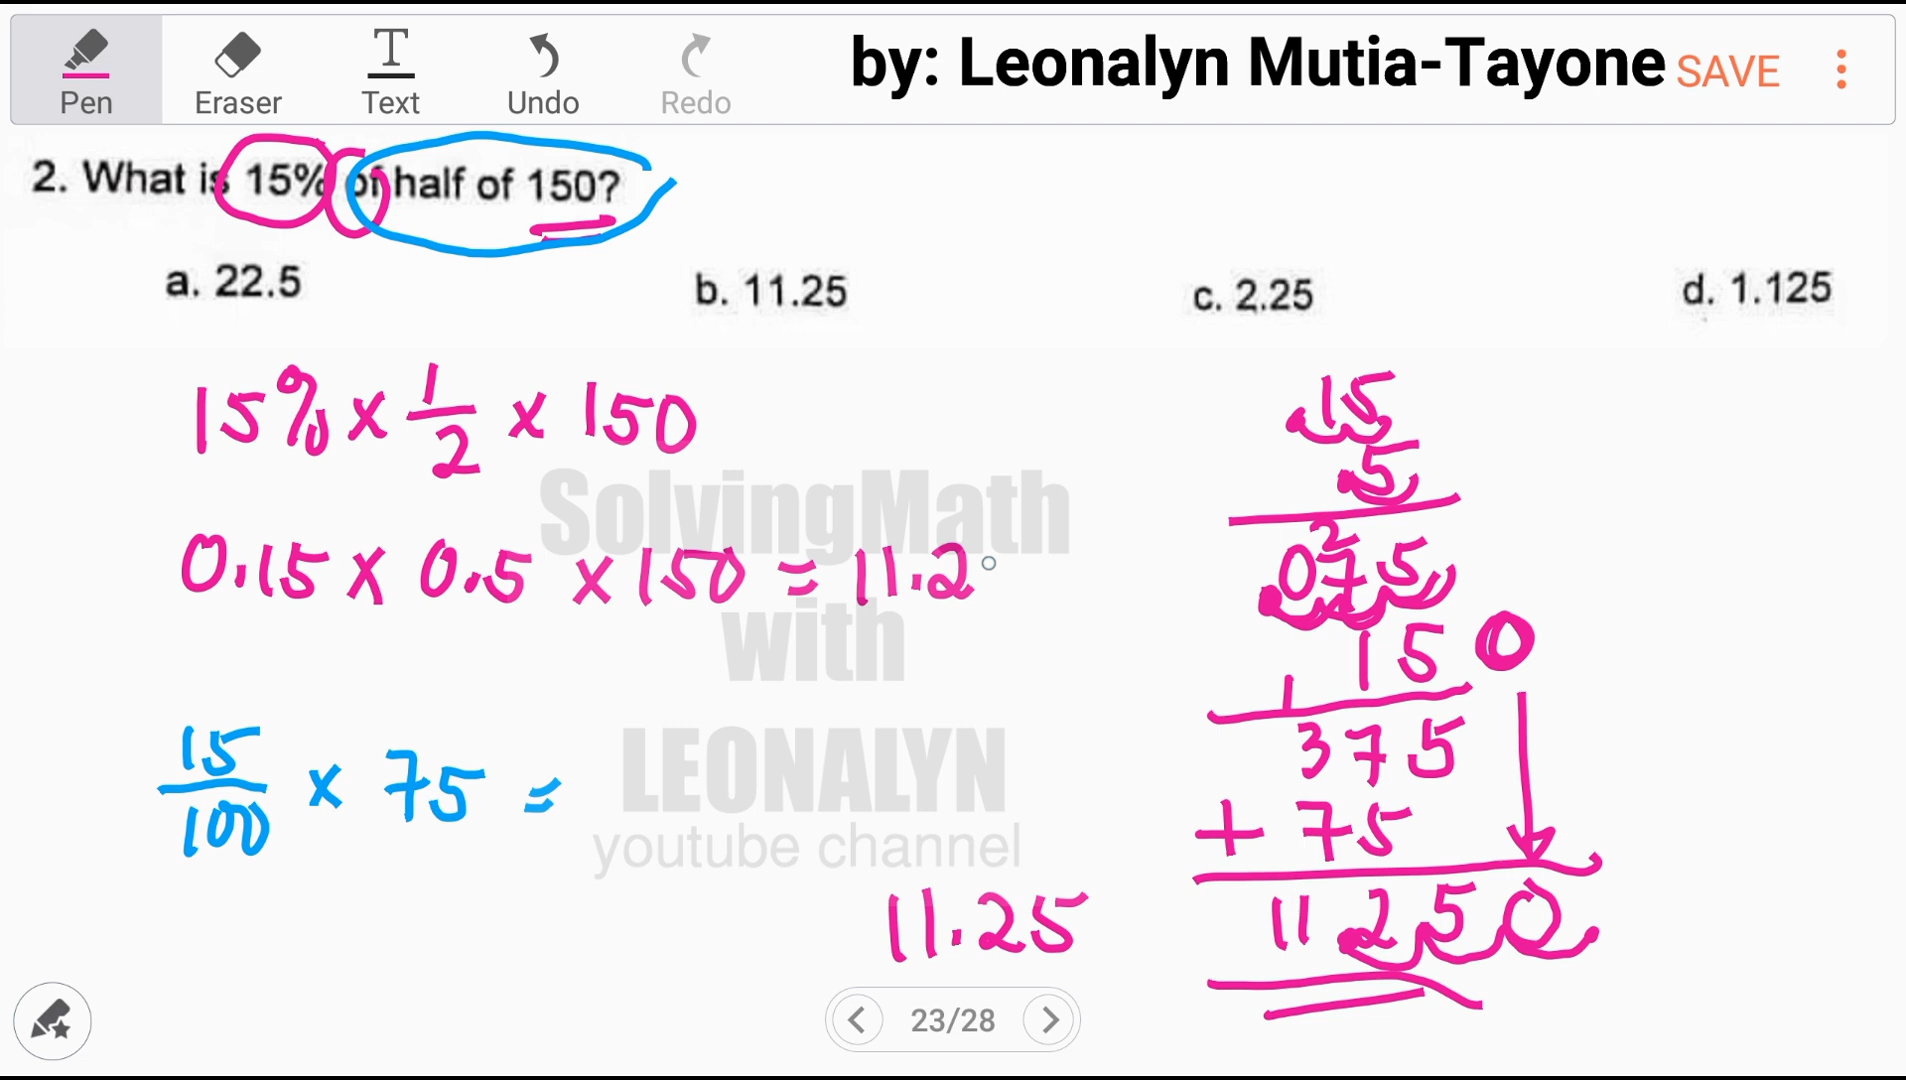 Pen
Eraser
Text
Undo
Redo
by: Leonalyn Mutia-Tayone
SAVE
2. What is 15% of half of 150?
a. 22.5
b. 11.25
c. 2.25
d. 1.125
15% x 1/2 x 150
0.15 x 0.5 x 150 = 11.2
15/100 x 75 =
11.25
.15
.5
2
.075
150
1
375
+ 75
11250
SolvingMath
with
LEONALYN
youtube channel
23/28